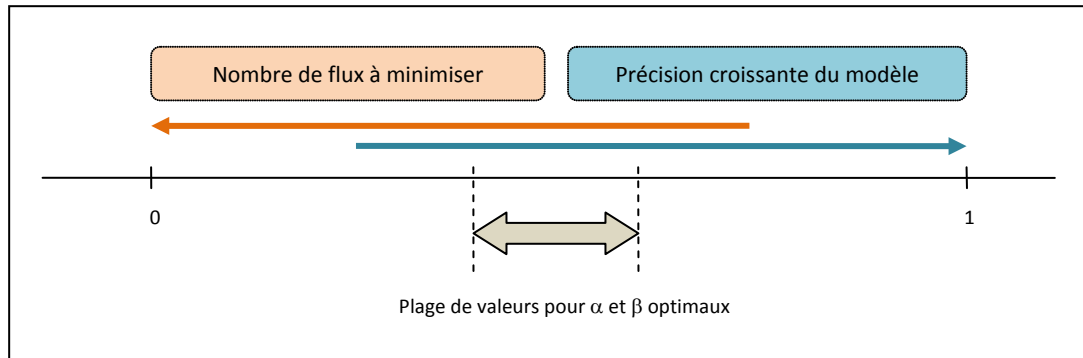 Nombre de flux à minimiser
Précision croissante du modèle
0
1
Plage de valeurs pour α et β optimaux